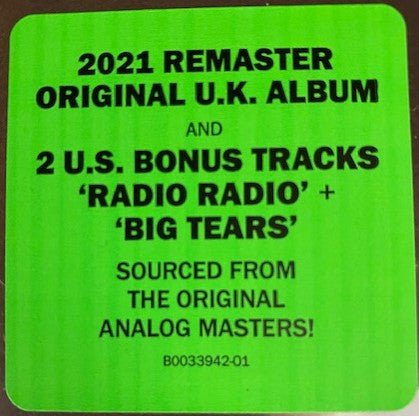 2021 REMASTER
ORIGINAL U.K. ALBUM
AND
2 U.S. BONUS TRACKS
‘RADIO RADIO’ +
‘BIG TEARS’
SOURCED FROM
THE ORIGINAL
ANALOG MASTERS!
B0033942-01